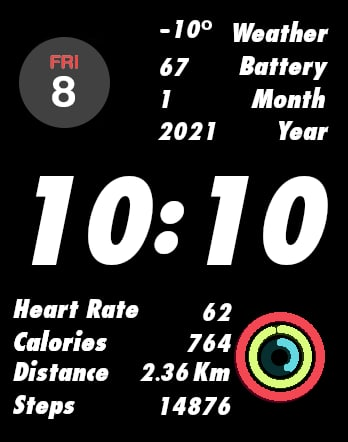 -10° Weather
FRI
67 Battery
8
1 Month
2021 Year
10:10
Heart Rate 62
Calories 764
Distance 2.36 Km
Steps 14876